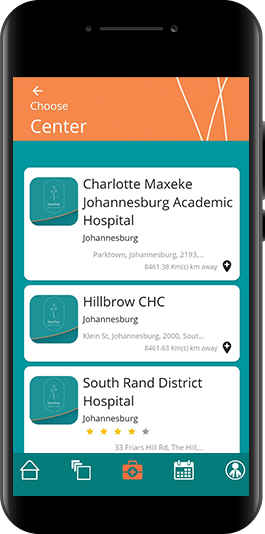 Choose
Center
Charlotte Maxeke
Johannesburg Academic
Hospital
Johannesburg
Parktown, Johannesburg, 2193,...
8461.38 Km(s) km away
Hillbrow CHC
Johannesburg
Klein St, Johannesburg, 2000, Sout...
8461.63 Km(s) km away
South Rand District
Hospital
Johannesburg
33 Friars Hill Rd, The Hill,...